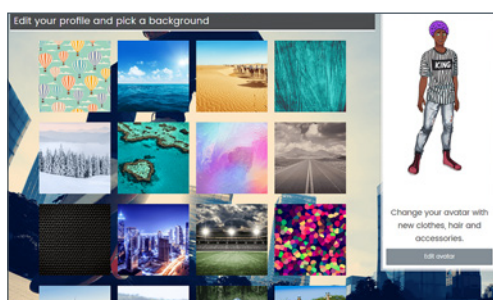 Edit your profile and pick a background
KING
Change your avatar with
new clothes, hair and
accessories.
Edit avatar